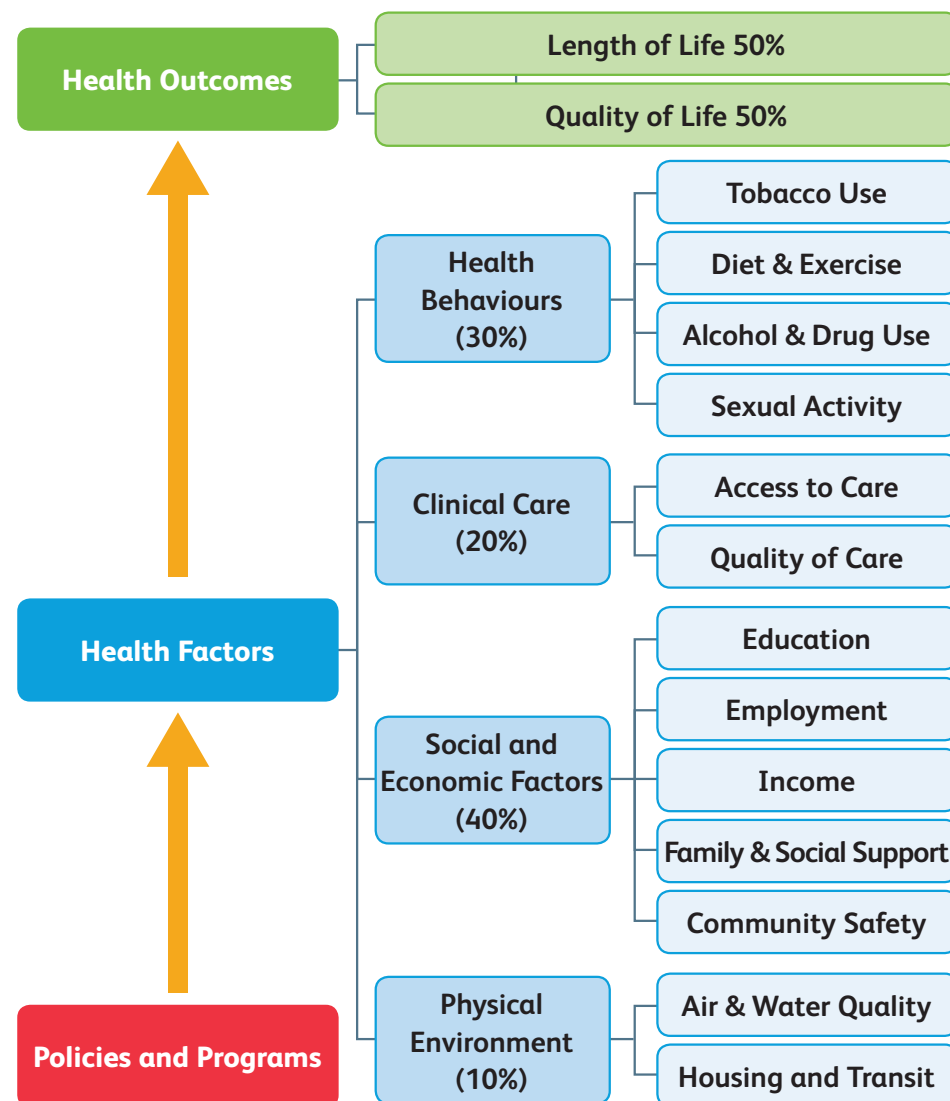 Health Outcomes
Length of Life 50%
Quality of Life 50%
Health
Behaviours
(30%)
Tobacco Use
Diet & Exercise
Alcohol & Drug Use
Sexual Activity
Clinical Care
(20%)
Access to Care
Quality of Care
Health Factors
Social and
Economic Factors
(40%)
Education
Employment
Income
Family & Social Support
Community Safety
Policies and Programs
Physical
Environment
(10%)
Air & Water Quality
Housing and Transit